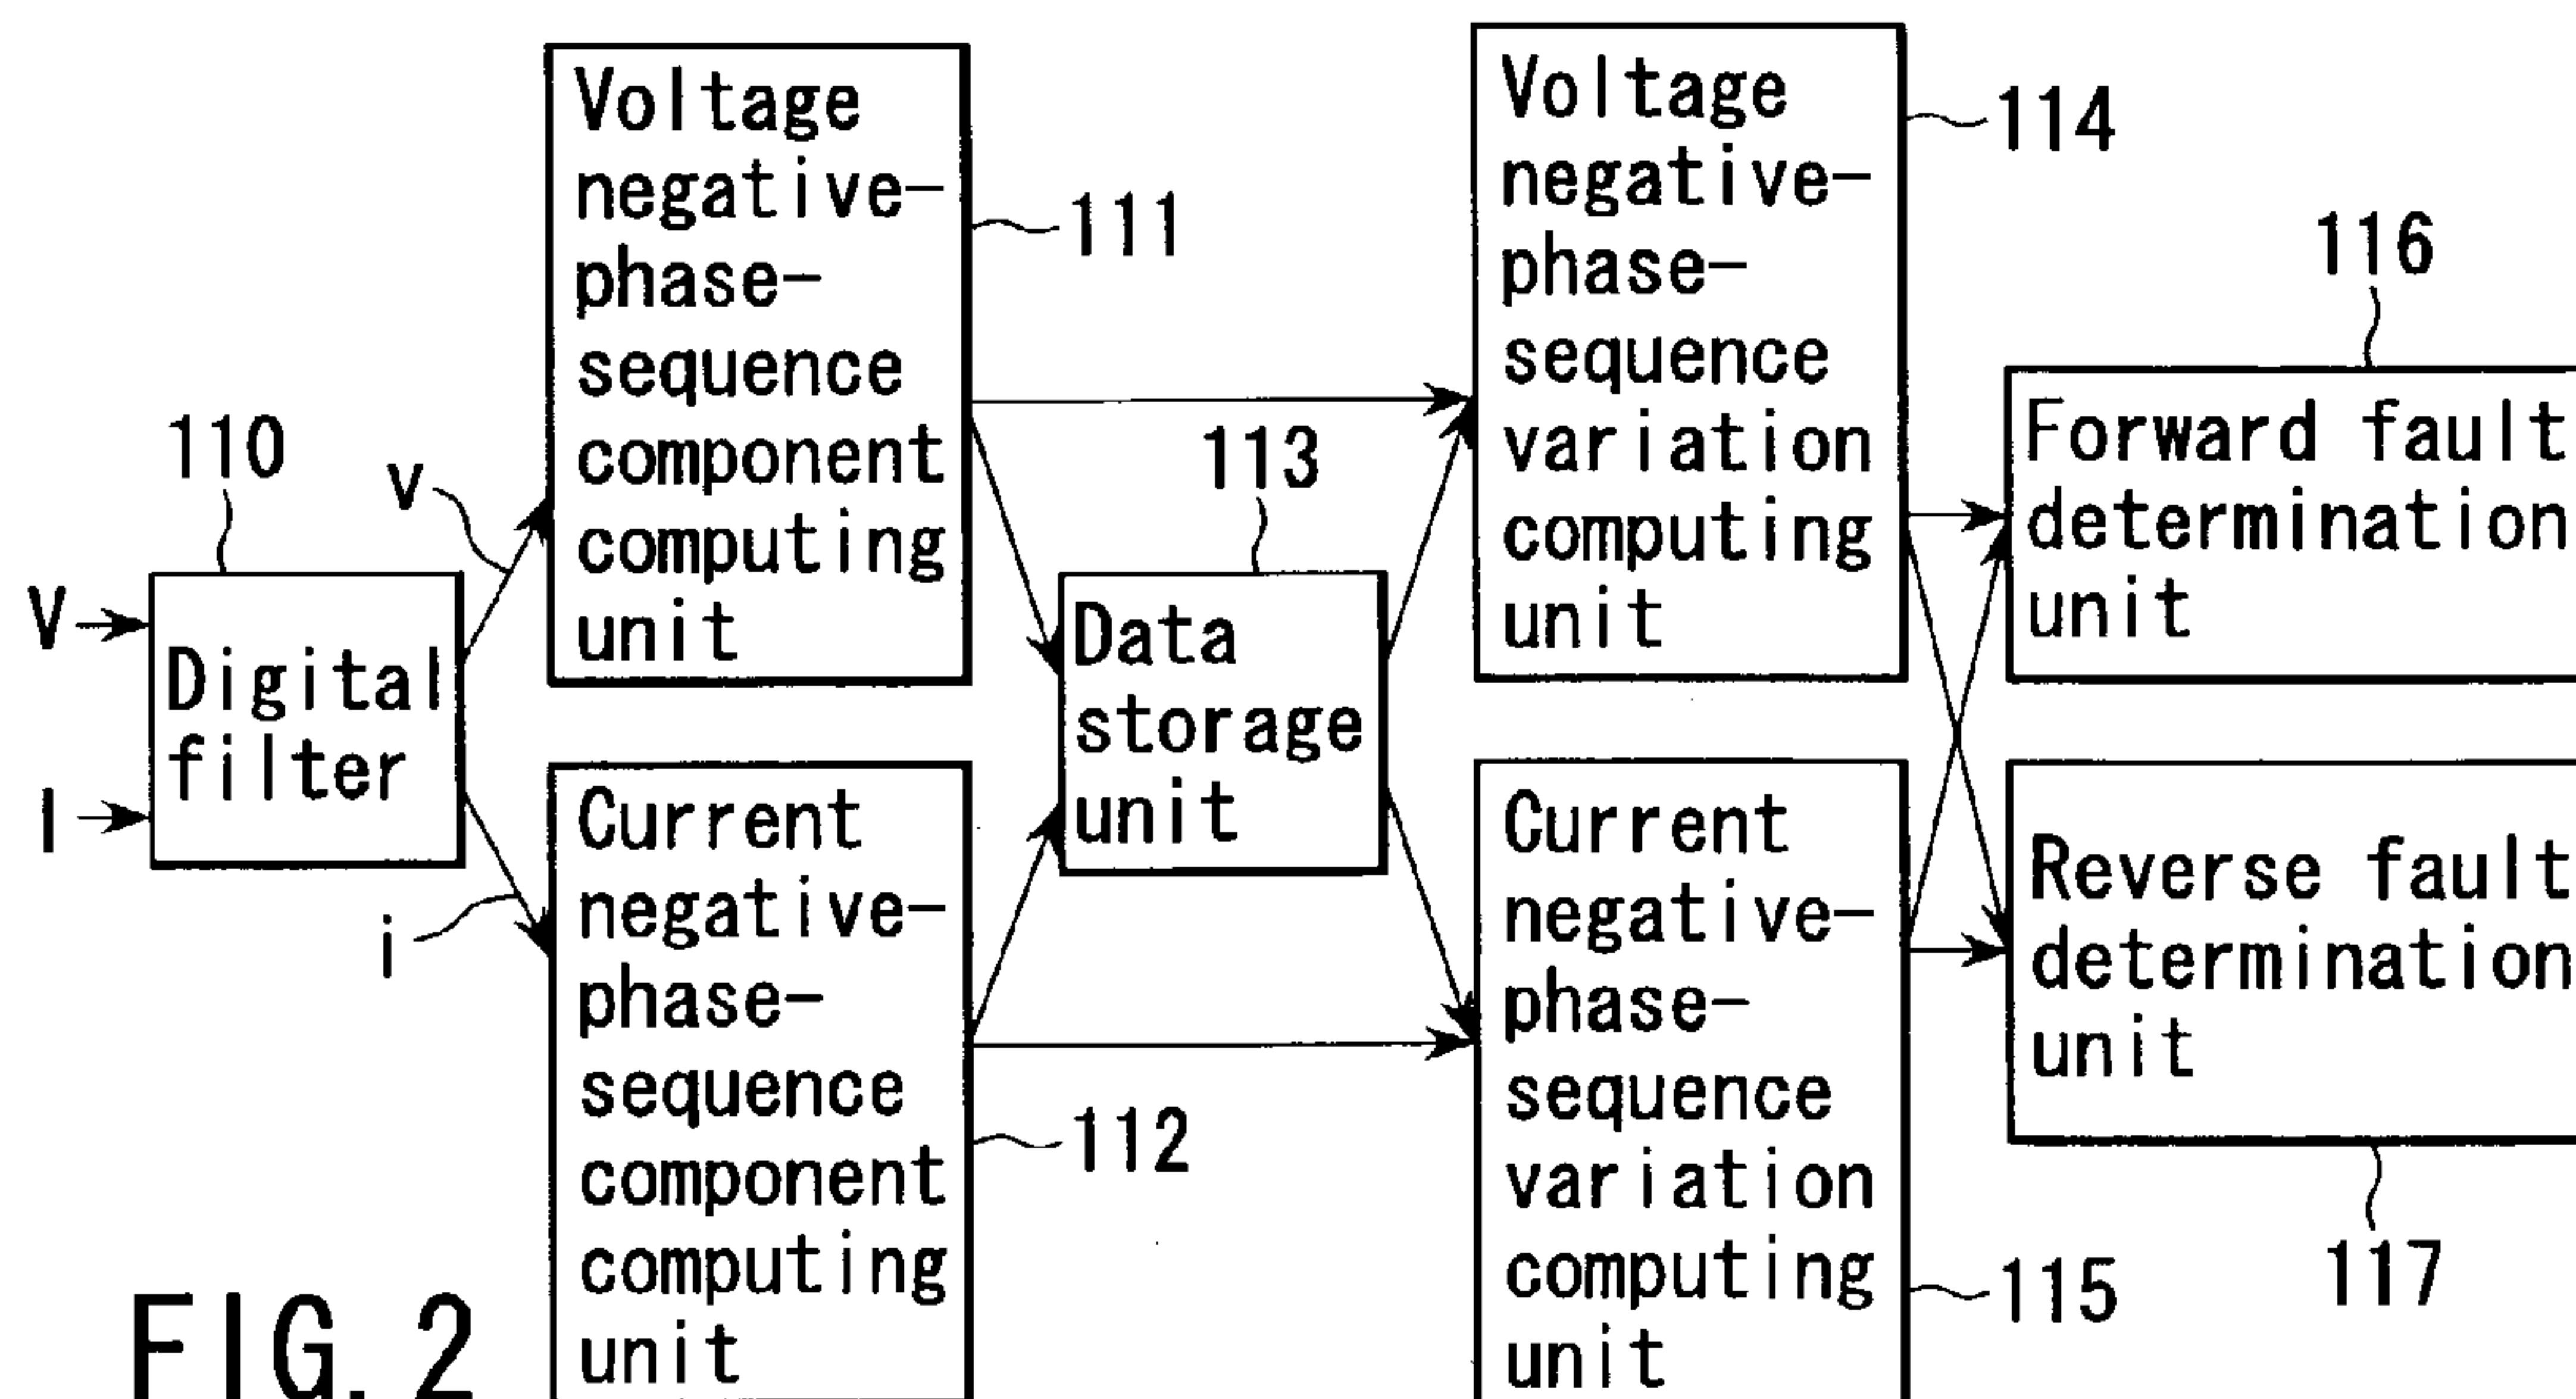 V
I
110
Digital
filter
v
i
Voltage
negative-
phase-
sequence
component
computing
unit
111
Current
negative-
phase-
sequence
component
computing
unit
112
113
Data
storage
unit
Voltage
negative-
phase-
sequence
variation
computing
unit
114
Current
negative-
phase-
sequence
variation
computing
unit
115
116
Forward fault
determination
unit
Reverse fault
determination
unit
117
FIG. 2